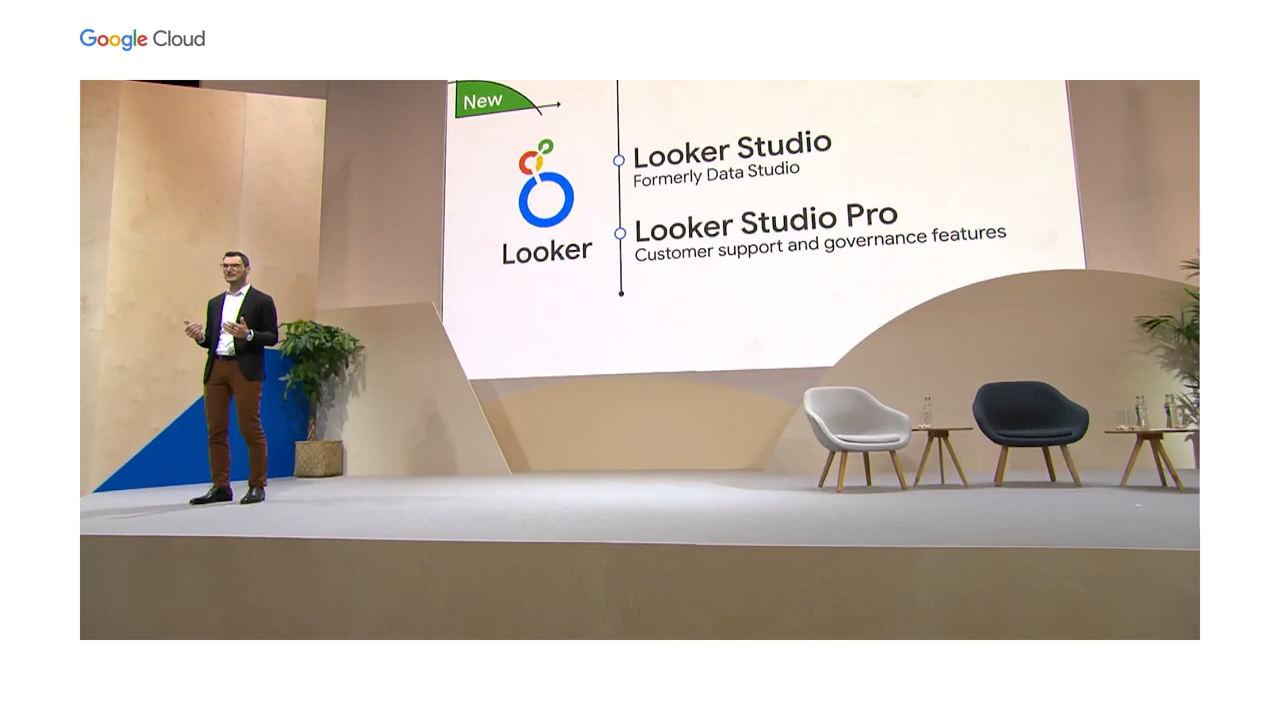 Google Cloud
New
Looker
Looker Studio
Formerly Data Studio
Looker Studio Pro
Customer support and governance features